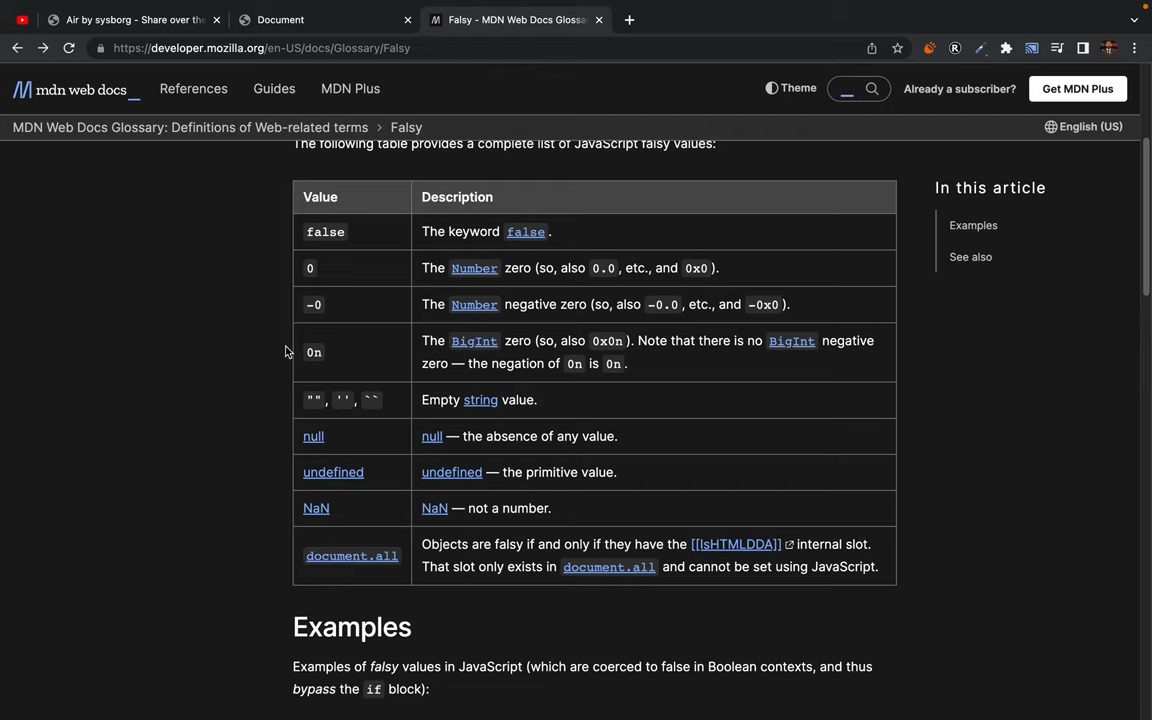 Air by sysborg - Share over the
Document
Falsy - MDN Web Docs Glossa
https://developer.mozilla.org/en-US/docs/Glossary/Falsy
mdn web docs_
References
Guides
MDN Plus
Theme
Already a subscriber?
Get MDN Plus
MDN Web Docs Glossary: Definitions of Web-related terms > Falsy
English (US)
The following table provides a complete list of JavaScript falsy values:
Value Description
false The keyword false.
0 The Number zero (so, also 0.0, etc., and 0x0).
-0 The Number negative zero (so, also -0.0, etc., and -0x0).
0n The BigInt zero (so, also 0x0n). Note that there is no BigInt negative
zero — the negation of 0n is 0n.
"", '', `` Empty string value.
null null — the absence of any value.
undefined undefined — the primitive value.
NaN NaN — not a number.
document.all Objects are falsy if and only if they have the [[IsHTMLDDA]] internal slot.
That slot only exists in document.all and cannot be set using JavaScript.
In this article
Examples
See also
Examples
Examples of falsy values in JavaScript (which are coerced to false in Boolean contexts, and thus
bypass the if block):